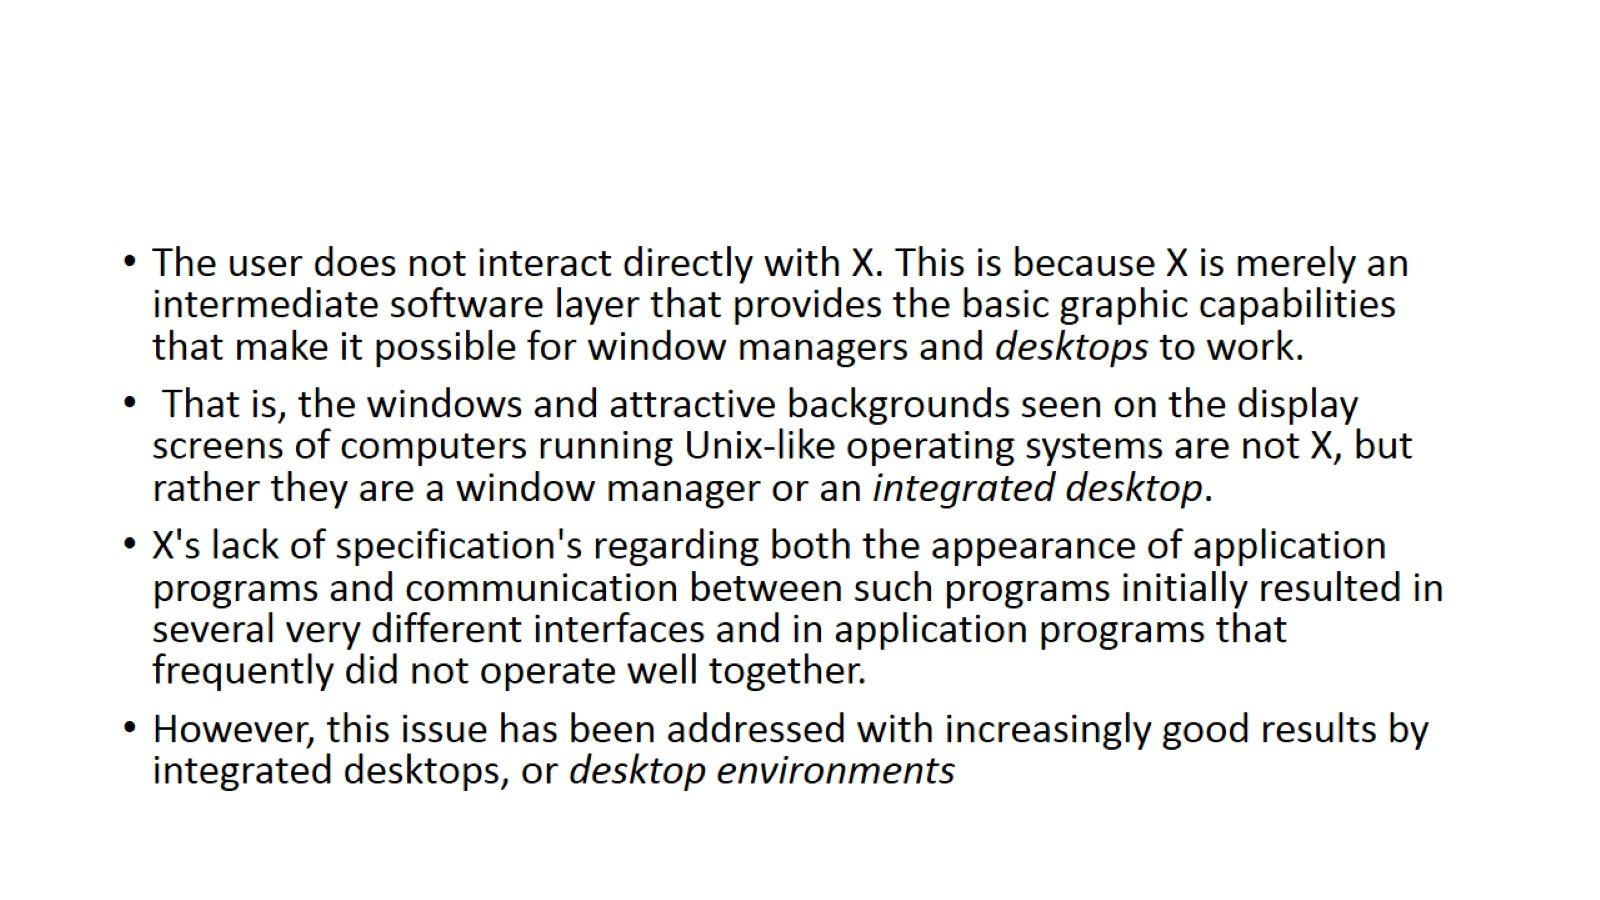 • The user does not interact directly with X. This is because X is merely an
intermediate software layer that provides the basic graphic capabilities
that make it possible for window managers and desktops to work.
• That is, the windows and attractive backgrounds seen on the display
screens of computers running Unix-like operating systems are not X, but
rather they are a window manager or an integrated desktop.
• X's lack of specification's regarding both the appearance of application
programs and communication between such programs initially resulted in
several very different interfaces and in application programs that
frequently did not operate well together.
• However, this issue has been addressed with increasingly good results by
integrated desktops, or desktop environments